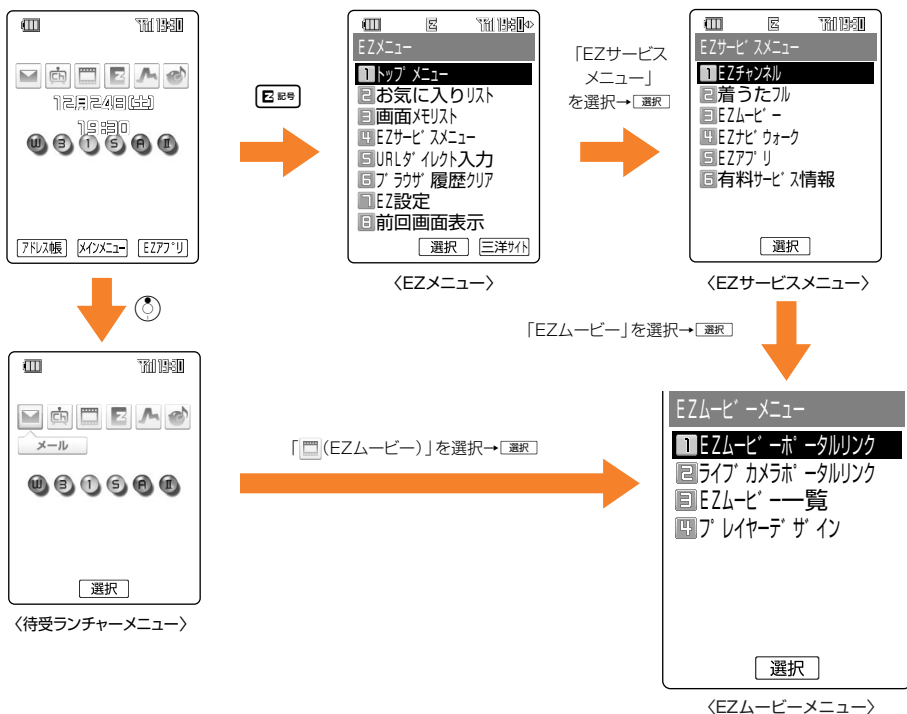 19:30
12月24日(土)
19:30
W 3 1 S A II
アドレス帳 メインメニュー EZアプリ
Z 記号
19:30
EZメニュー
1トップメニュー
2お気に入りリスト
3画面メモリスト
4EZサービスメニュー
5URLダイレクト入力
6ブラウザ履歴クリア
7EZ設定
8前回画面表示
選択 三洋サイト
〈EZメニュー〉
「EZサービス
メニュー」
を選択→選択
19:30
EZサービスメニュー
1EZチャンネル
2着うたフル
3EZムービー
4EZナビウォーク
5EZアプリ
6有料サービス情報
選択
〈EZサービスメニュー〉
「EZムービー」を選択→選択
19:30
Ch
メール
W 3 1 S A II
選択
〈待受ランチャーメニュー〉
「(EZムービー)」を選択→選択
EZムービーメニュー
1EZムービーポータルリンク
2ライブカメラポータルリンク
3EZムービー一覧
4プレイヤーデザイン
選択
〈EZムービーメニュー〉